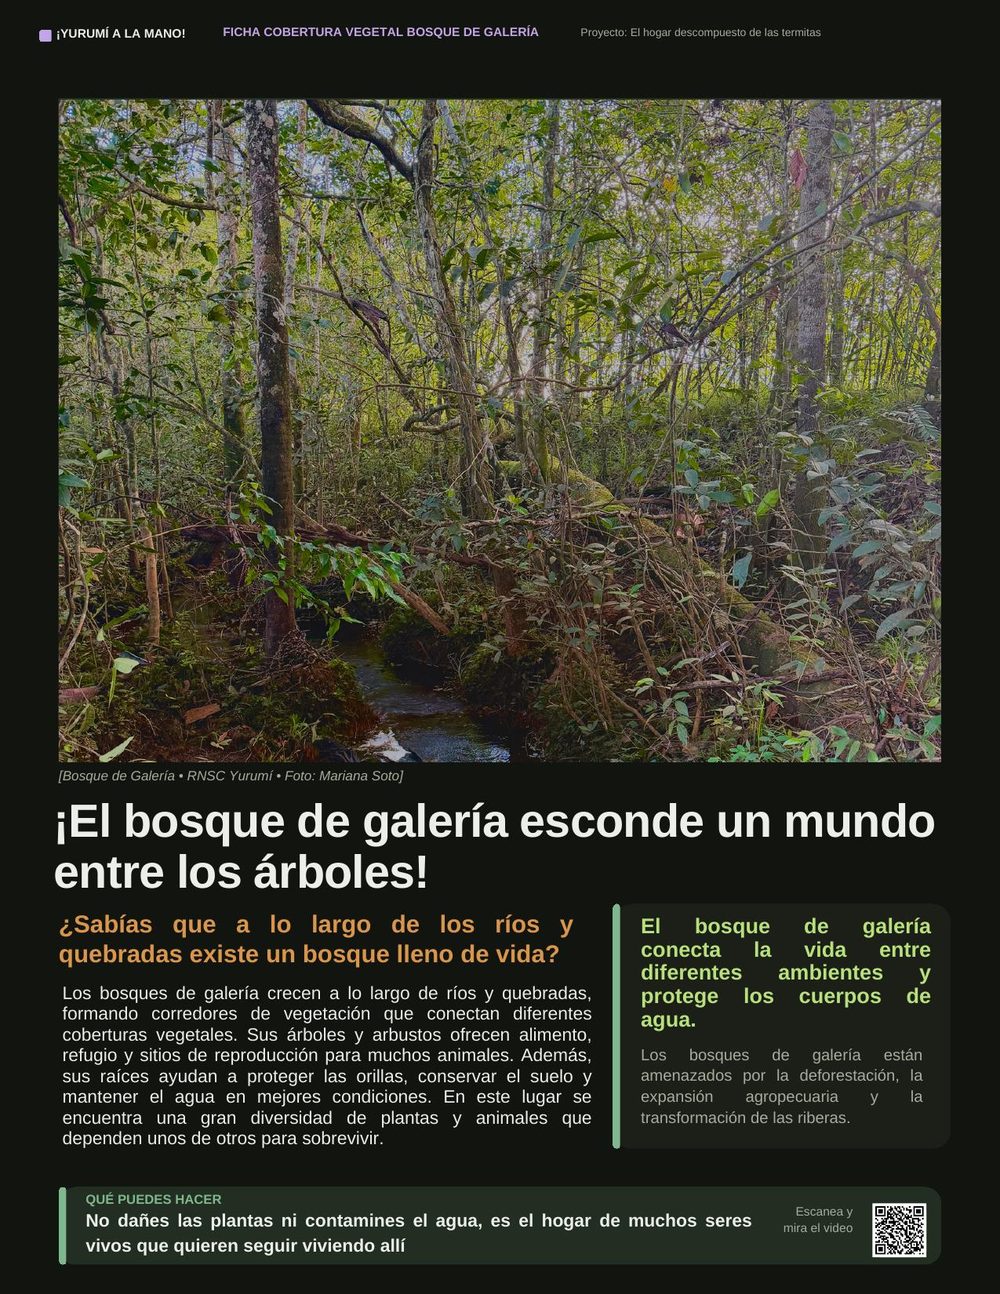 ¡YURUMÍ A LA MANO!
FICHA COBERTURA VEGETAL BOSQUE DE GALERÍA
Proyecto: El hogar descompuesto de las termitas
[Bosque de Galería • RNSC Yurumí • Foto: Mariana Soto]
¡El bosque de galería esconde un mundo
entre los árboles!
¿Sabías que a lo largo de los ríos y
quebradas existe un bosque lleno de vida?
Los bosques de galería crecen a lo largo de ríos y quebradas,
formando corredores de vegetación que conectan diferentes
coberturas vegetales. Sus árboles y arbustos ofrecen alimento,
refugio y sitios de reproducción para muchos animales. Además,
sus raíces ayudan a proteger las orillas, conservar el suelo y
mantener el agua en mejores condiciones. En este lugar se
encuentra una gran diversidad de plantas y animales que
dependen unos de otros para sobrevivir.
El bosque de galería
conecta la vida entre
diferentes ambientes y
protege los cuerpos de
agua.
Los bosques de galería están
amenazados por la deforestación, la
expansión agropecuaria y la
transformación de las riberas.
QUÉ PUEDES HACER
No dañes las plantas ni contamines el agua, es el hogar de muchos seres
vivos que quieren seguir viviendo allí
Escanea y
mira el video